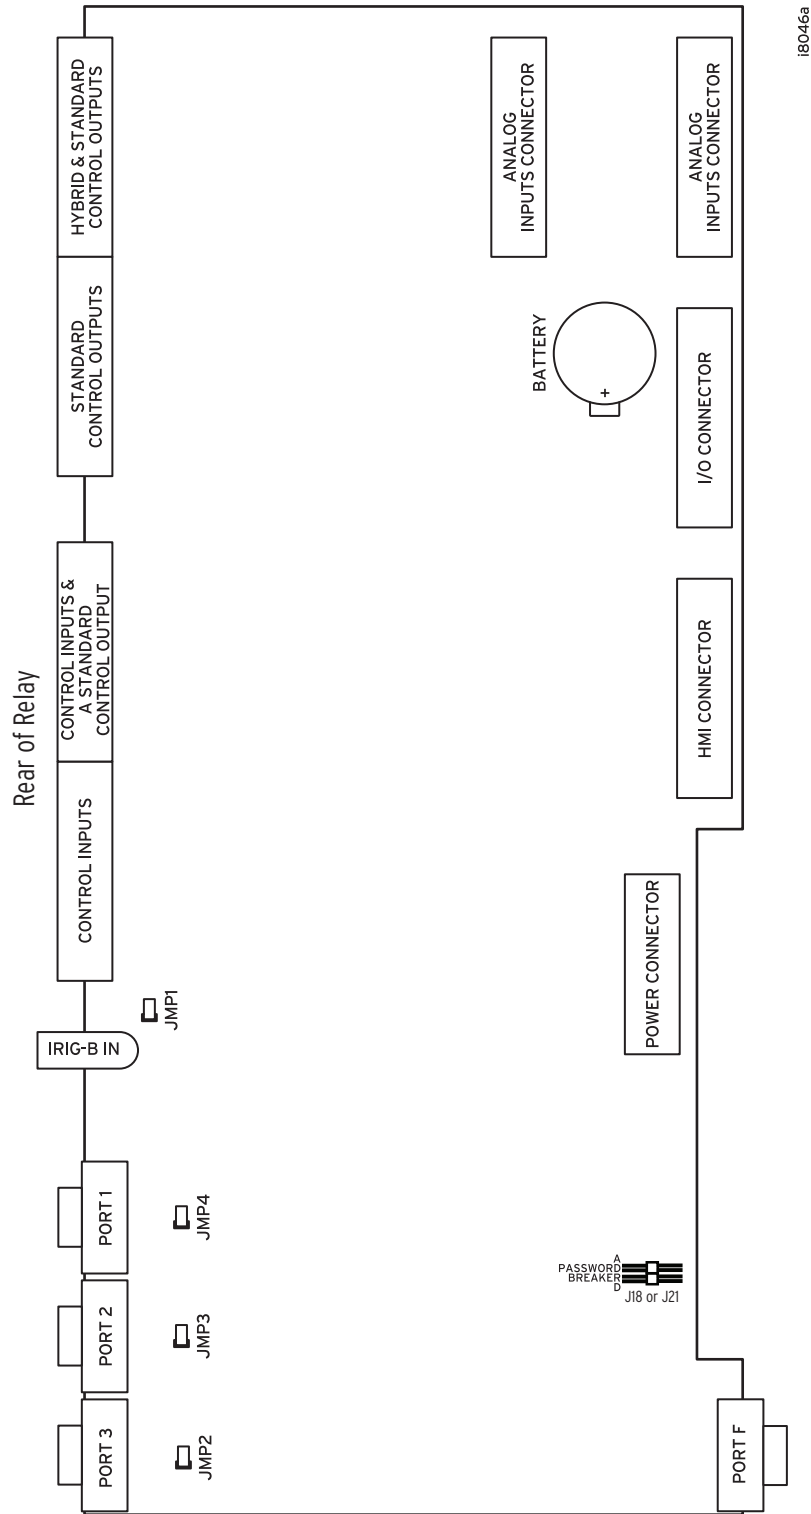 i8046a
HYBRID & STANDARD
CONTROL OUTPUTS
ANALOG
INPUTS CONNECTOR
ANALOG
INPUTS CONNECTOR
STANDARD
CONTROL OUTPUTS
BATTERY
+
I/O CONNECTOR
Rear of Relay
CONTROL INPUTS &
A STANDARD
CONTROL OUTPUT
HMI CONNECTOR
CONTROL INPUTS
POWER CONNECTOR
JMP1
IRIG-B IN
PORT 1
JMP4
A
PASSWORD
BREAKER
D
J18 or J21
PORT 2
JMP3
PORT 3
JMP2
PORT F